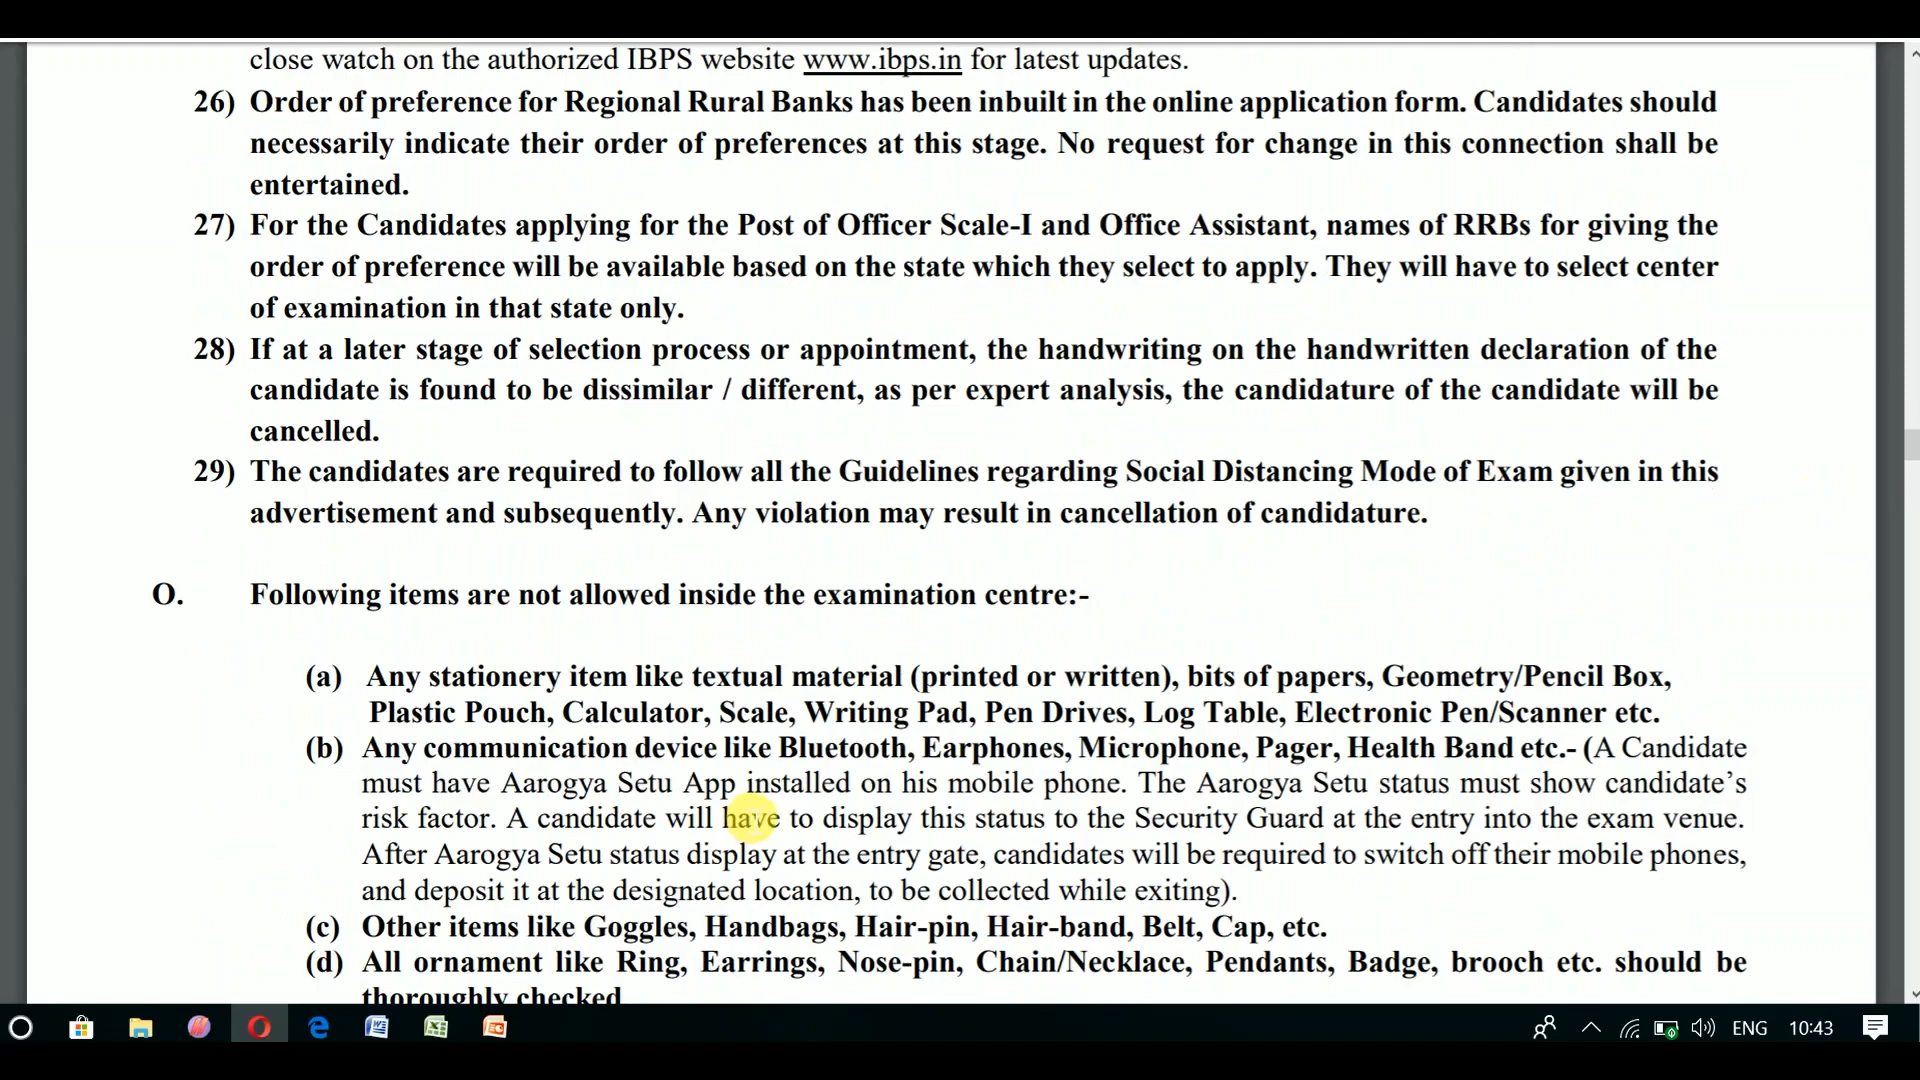 close watch on the authorized IBPS website www.ibps.in for latest updates.
26) Order of preference for Regional Rural Banks has been inbuilt in the online application form. Candidates should
necessarily indicate their order of preferences at this stage. No request for change in this connection shall be
entertained.
27) For the Candidates applying for the Post of Officer Scale-I and Office Assistant, names of RRBs for giving the
order of preference will be available based on the state which they select to apply. They will have to select center
of examination in that state only.
28) If at a later stage of selection process or appointment, the handwriting on the handwritten declaration of the
candidate is found to be dissimilar / different, as per expert analysis, the candidature of the candidate will be
cancelled.
29) The candidates are required to follow all the Guidelines regarding Social Distancing Mode of Exam given in this
advertisement and subsequently. Any violation may result in cancellation of candidature.
O. Following items are not allowed inside the examination centre:-
(a) Any stationery item like textual material (printed or written), bits of papers, Geometry/Pencil Box,
Plastic Pouch, Calculator, Scale, Writing Pad, Pen Drives, Log Table, Electronic Pen/Scanner etc.
(b) Any communication device like Bluetooth, Earphones, Microphone, Pager, Health Band etc.- (A Candidate
must have Aarogya Setu App installed on his mobile phone. The Aarogya Setu status must show candidate’s
risk factor. A candidate will have to display this status to the Security Guard at the entry into the exam venue.
After Aarogya Setu status display at the entry gate, candidates will be required to switch off their mobile phones,
and deposit it at the designated location, to be collected while exiting).
(c) Other items like Goggles, Handbags, Hair-pin, Hair-band, Belt, Cap, etc.
(d) All ornament like Ring, Earrings, Nose-pin, Chain/Necklace, Pendants, Badge, brooch etc. should be
thoroughly checked
ENG 10:43